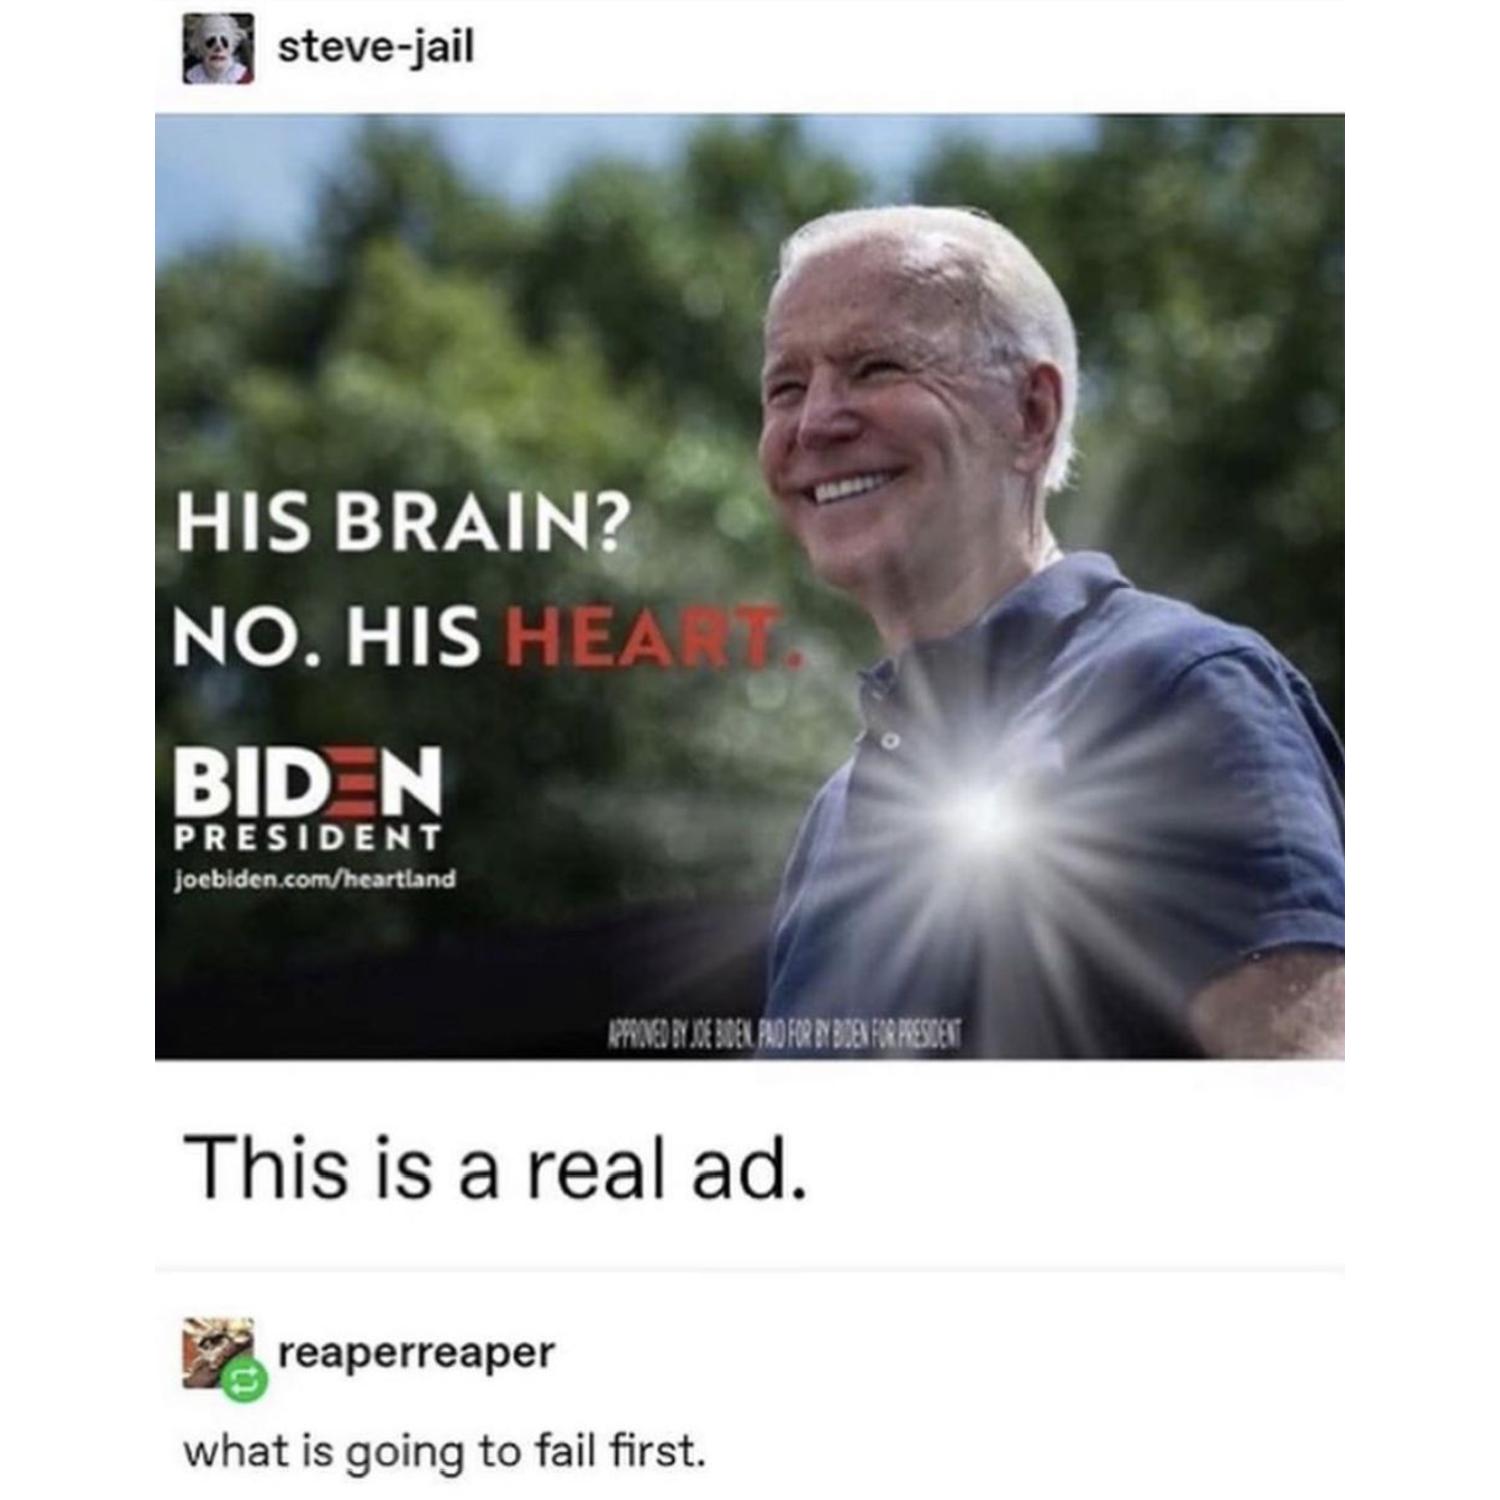 steve-jail
HIS BRAIN?
NO. HIS HEART.
BIDEN
PRESIDENT
joebiden.com/heartland
APPROVED BY JOE BIDEN. PAID FOR BY BIDEN FOR PRESIDENT
This is a real ad.
reaperreaper
what is going to fail first.